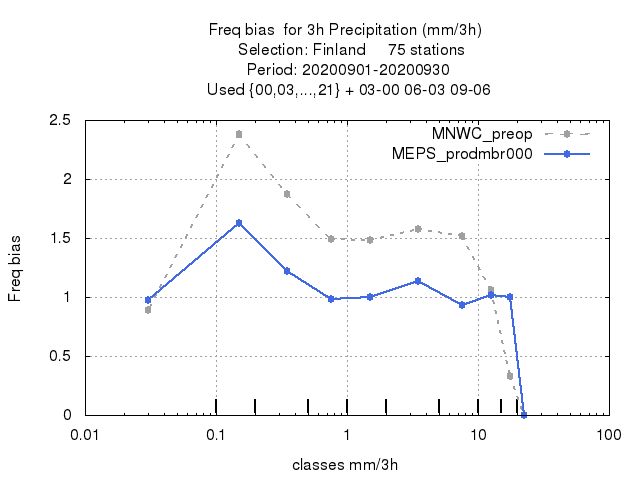 Freq bias  for 3h Precipitation (mm/3h)
Selection: Finland     75 stations
Period: 20200901-20200930
Used {00,03,...,21} + 03-00 06-03 09-06
MNWC_preop
MEPS_prodmbr000
2.5
2
1.5
1
0.5
0
Freq bias
0.01 0.1 1 10 100
classes mm/3h